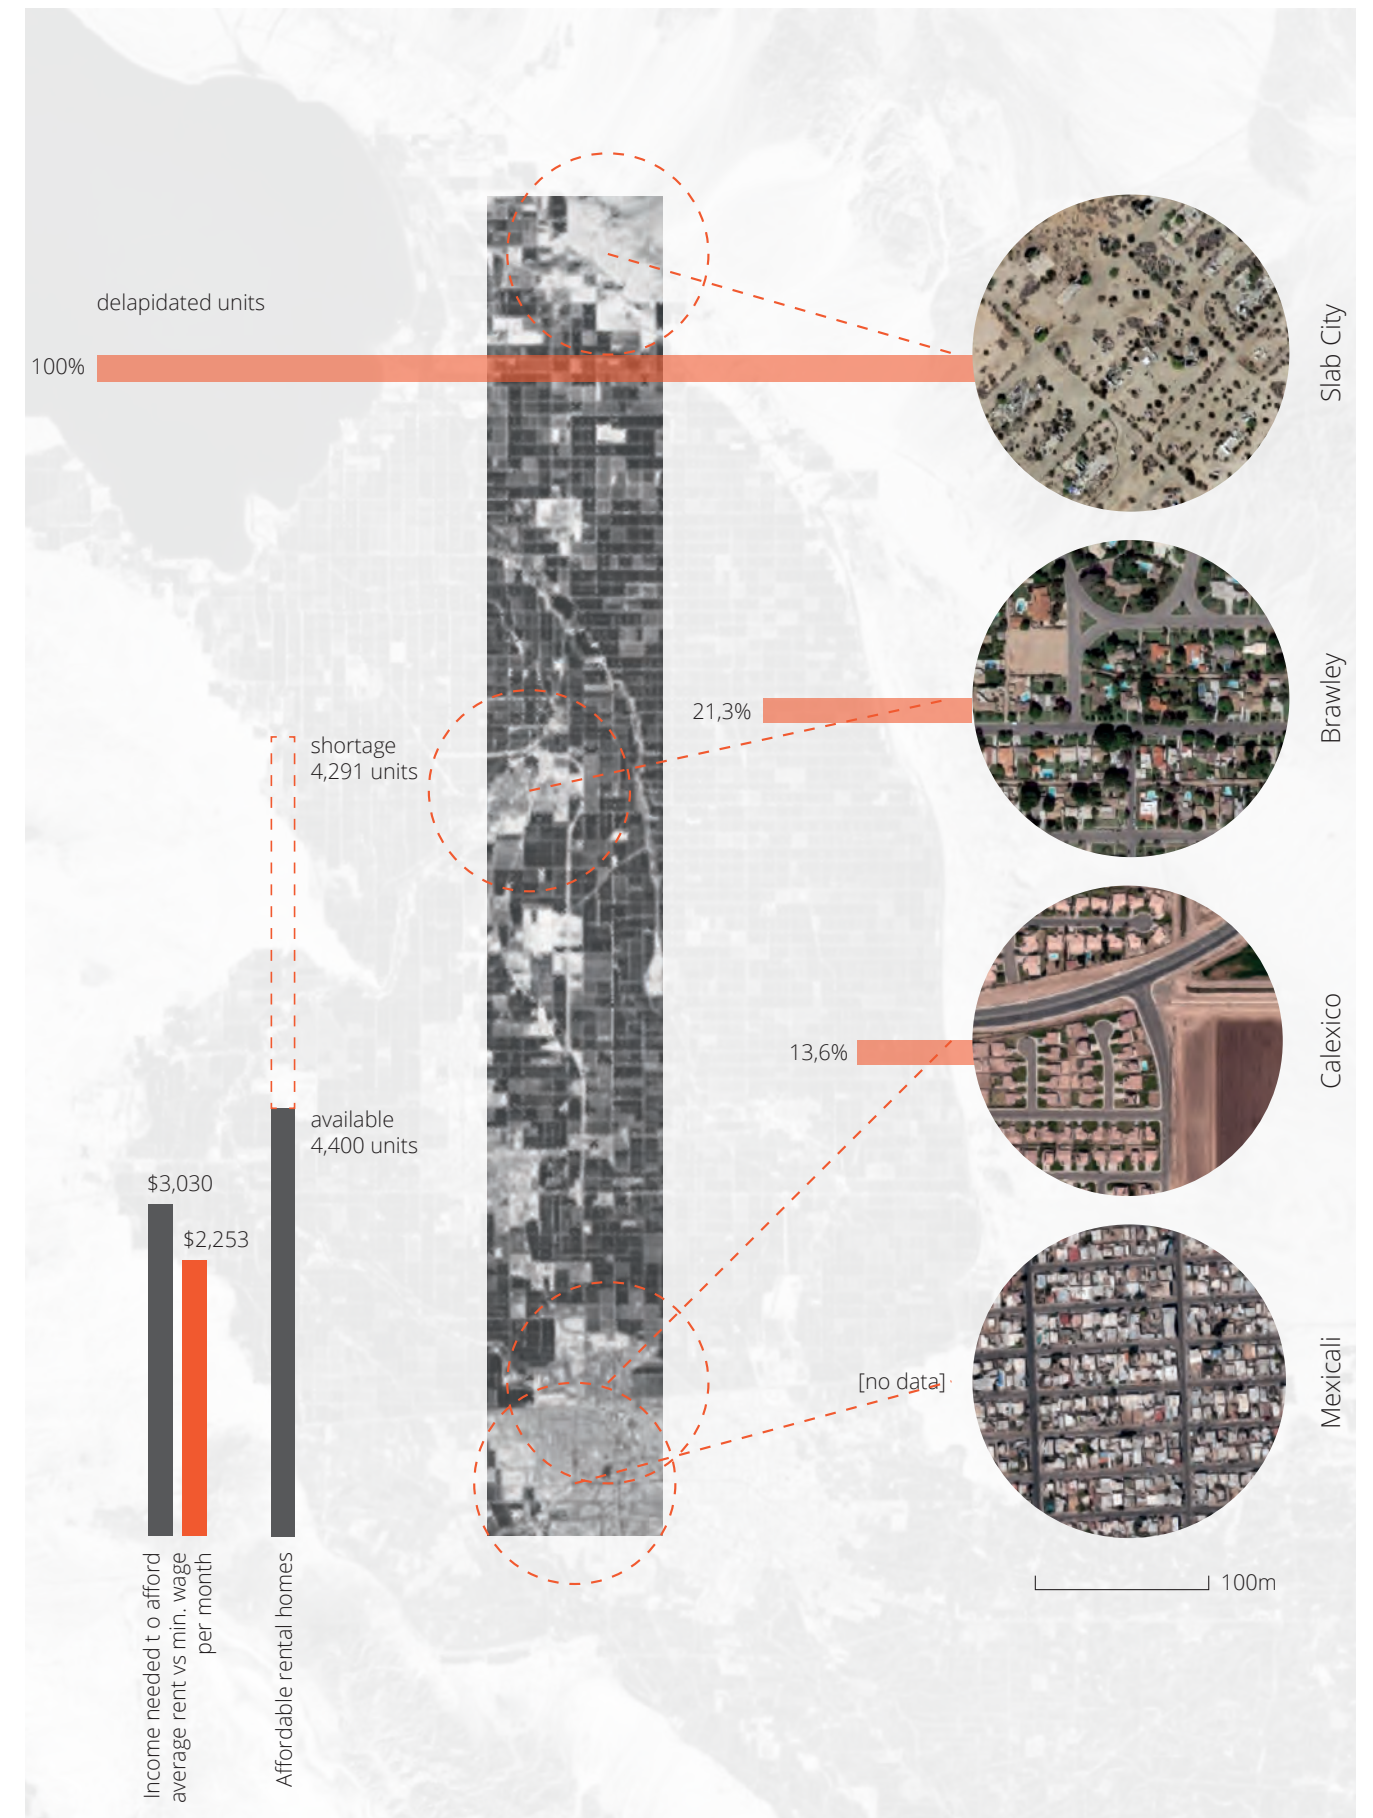 delapidated units
100%
Slab City
21,3%
Brawley
shortage
4,291 units
13,6%
Calexico
available
4,400 units
$3,030
$2,253
[no data]
Mexicali
100m
Income needed t o afford
average rent vs min. wage
per month
Affordable rental homes